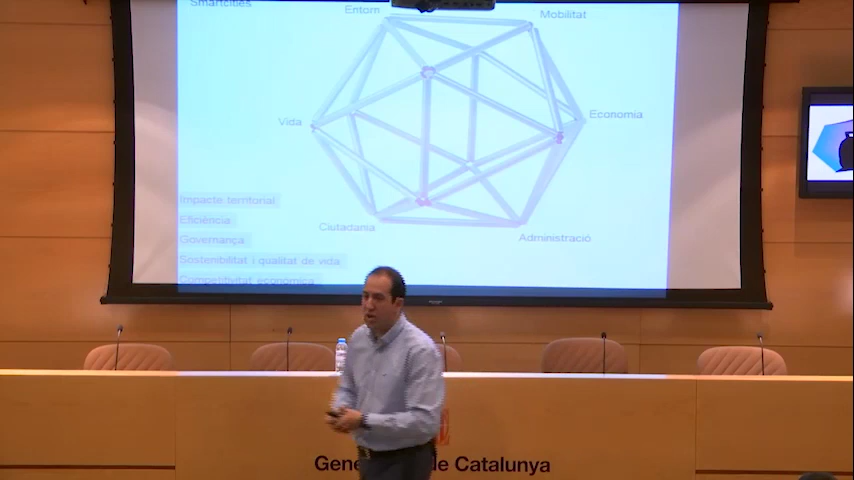 Smartcities
Entorn
Mobilitat
Economia
Vida
Impacte territorial
Eficiència
Ciutadania
Administració
Governança
Sostenibilitat i qualitat de vida
Competitivitat econòmica
Gene de Catalunya